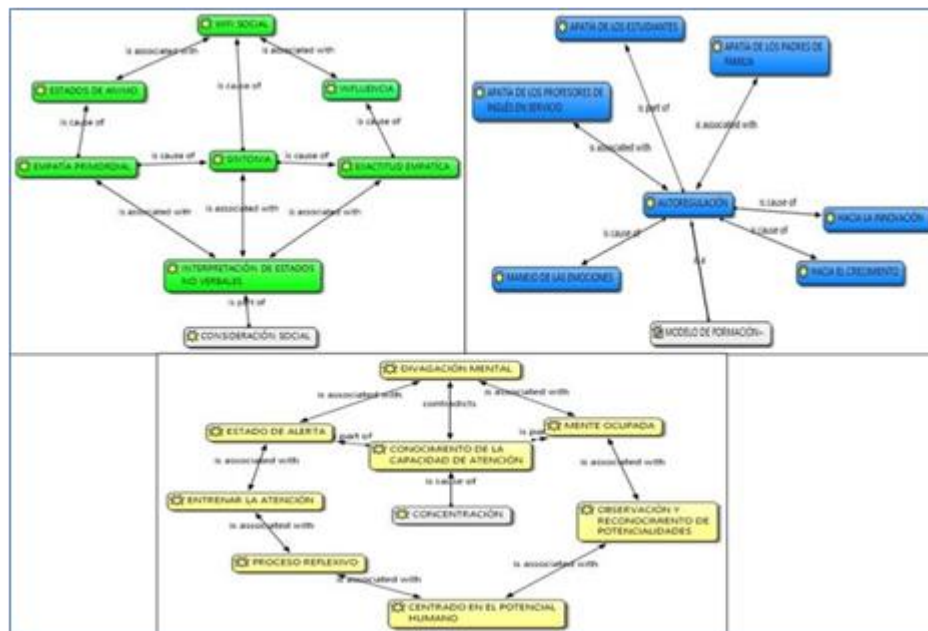 WIFI SOCIAL
is associated with
is associated with
is cause of
ESTADOS DE ANIMO
INFLUENCIA
is cause of
is cause of
EMPATÍA PRIMORDIAL
is cause of
SINTONIA
is cause of
EXACTITUD EMPATÍCA
is associated with
is associated with
is associated with
INTERPRETACIÓN DE ESTADOS
NO VERBALES
is part of
CONSIDERACIÓN SOCIAL
APATÍA DE LOS ESTUDIANTES
APATÍA DE LOS PADRES DE
FAMILIA
is part of
APATÍA DE LOS PROFESORES DE
INGLÉS EN SERVICIO
is associated with
is associated with
AUTOREGULACIÓN
is cause of
HACIA LA INNOVACIÓN
is cause of
is cause of
MANEJO DE LAS EMOCIONES
HACIA EL CRECIMIENTO
MODELO DE FORMACIÓN~
DIVAGACIÓN MENTAL
is associated with
contradicts
is associated with
ESTADO DE ALERTA
part of
is pa
MENTE OCUPADA
CONOCIMIENTO DE LA
CAPACIDAD DE ATENCIÓN
is associated with
is associated with
is cause of
ENTRENAR LA ATENCIÓN
CONCENTRACIÓN
OBSERVACIÓN Y
RECONOCIMIENTO DE
POTENCIALIDADES
is associated with
PROCESO REFLEXIVO
is associated with
is associated with
CENTRADO EN EL POTENCIAL
HUMANO